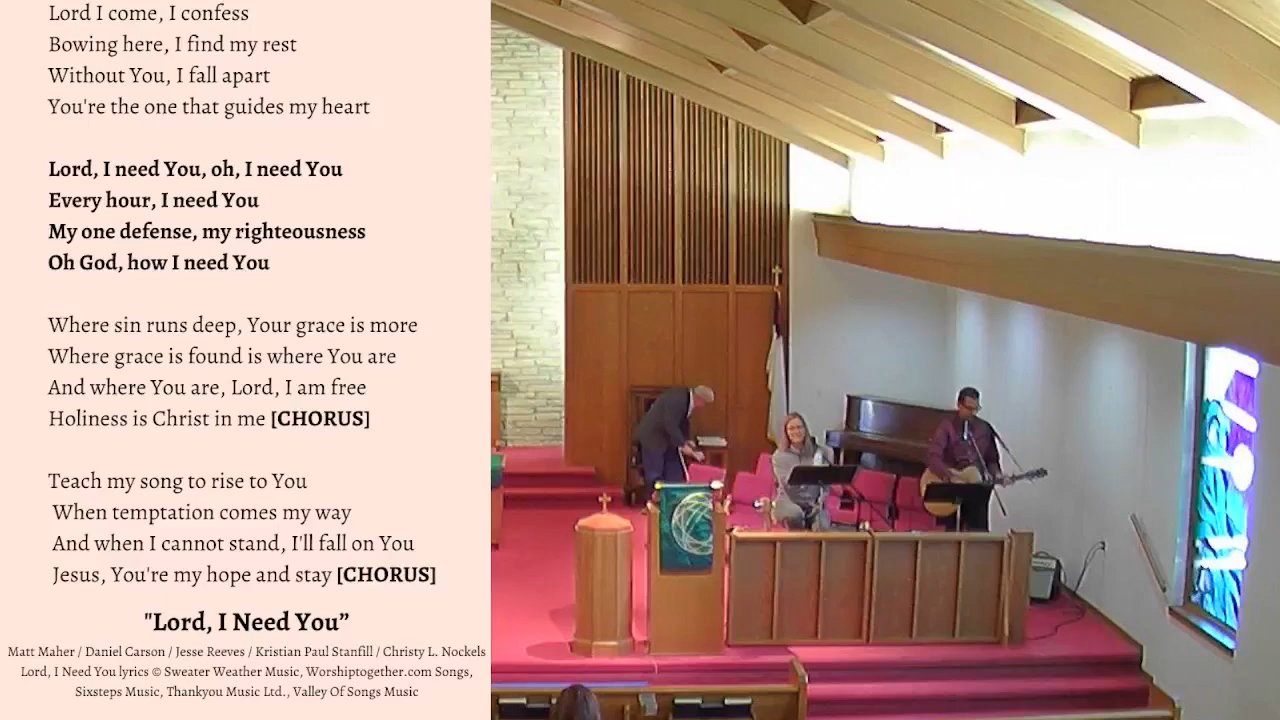 Lord I come, I confess
Bowing here, I find my rest
Without You, I fall apart
You're the one that guides my heart
Lord, I need You, oh, I need You
Every hour, I need You
My one defense, my righteousness
Oh God, how I need You
Where sin runs deep, Your grace is more
Where grace is found is where You are
And where You are, Lord, I am free
Holiness is Christ in me [CHORUS]
Teach my song to rise to You
When temptation comes my way
And when I cannot stand, I'll fall on You
Jesus, You're my hope and stay [CHORUS]
"Lord, I Need You”
Matt Maher / Daniel Carson / Jesse Reeves / Kristian Paul Stanfill / Christy L. Nockels
Lord, I Need You lyrics © Sweater Weather Music, Worshiptogether.com Songs,
Sixsteps Music, Thankyou Music Ltd., Valley Of Songs Music